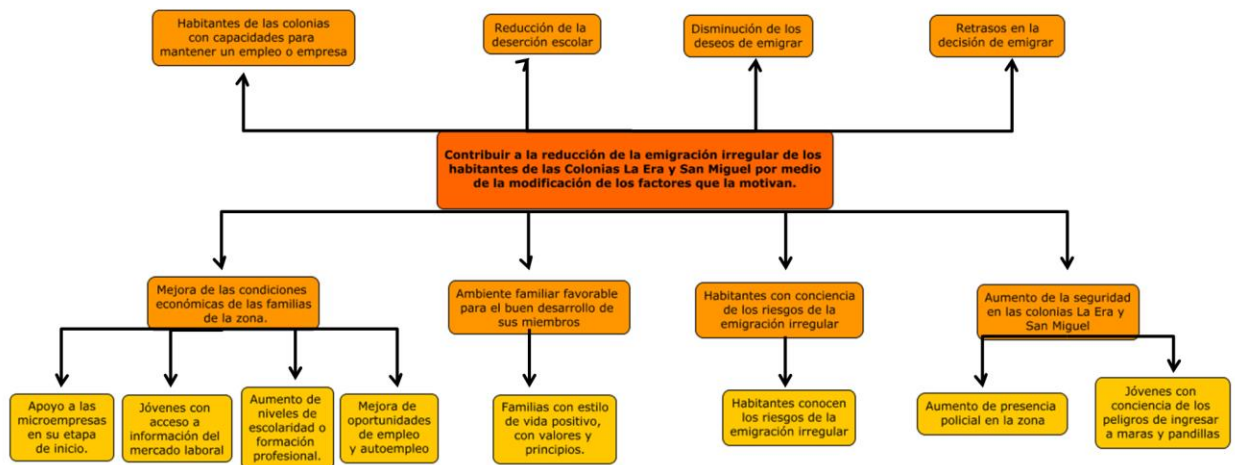 Habitantes de las colonias
con capacidades para
mantener un empleo o empresa
Reducción de la
deserción escolar
Disminución de los
deseos de emigrar
Retrasos en la
decisión de emigrar
Contribuir a la reducción de la emigración irregular de los
habitantes de las Colonias La Era y San Miguel por medio
de la modificación de los factores que la motivan.
Mejora de las condiciones
económicas de las familias
de la zona.
Ambiente familiar favorable
para el buen desarrollo de
sus miembros
Habitantes con conciencia
de los riesgos de la
emigración irregular
Aumento de la seguridad
en las colonias La Era y
San Miguel
Apoyo a las
microempresas
en su etapa
de inicio.
Jóvenes con
acceso a
información del
mercado laboral
Aumento de
niveles de
escolaridad o
formación
profesional.
Mejora de
oportunidades
de empleo y
autoempleo
Familias con estilo
de vida positivo,
con valores y
principios.
Habitantes conocen
los riesgos de la
emigración irregular
Aumento de presencia
policial en la zona
Jóvenes con
conciencia de los
peligros de ingresar
a maras y pandillas